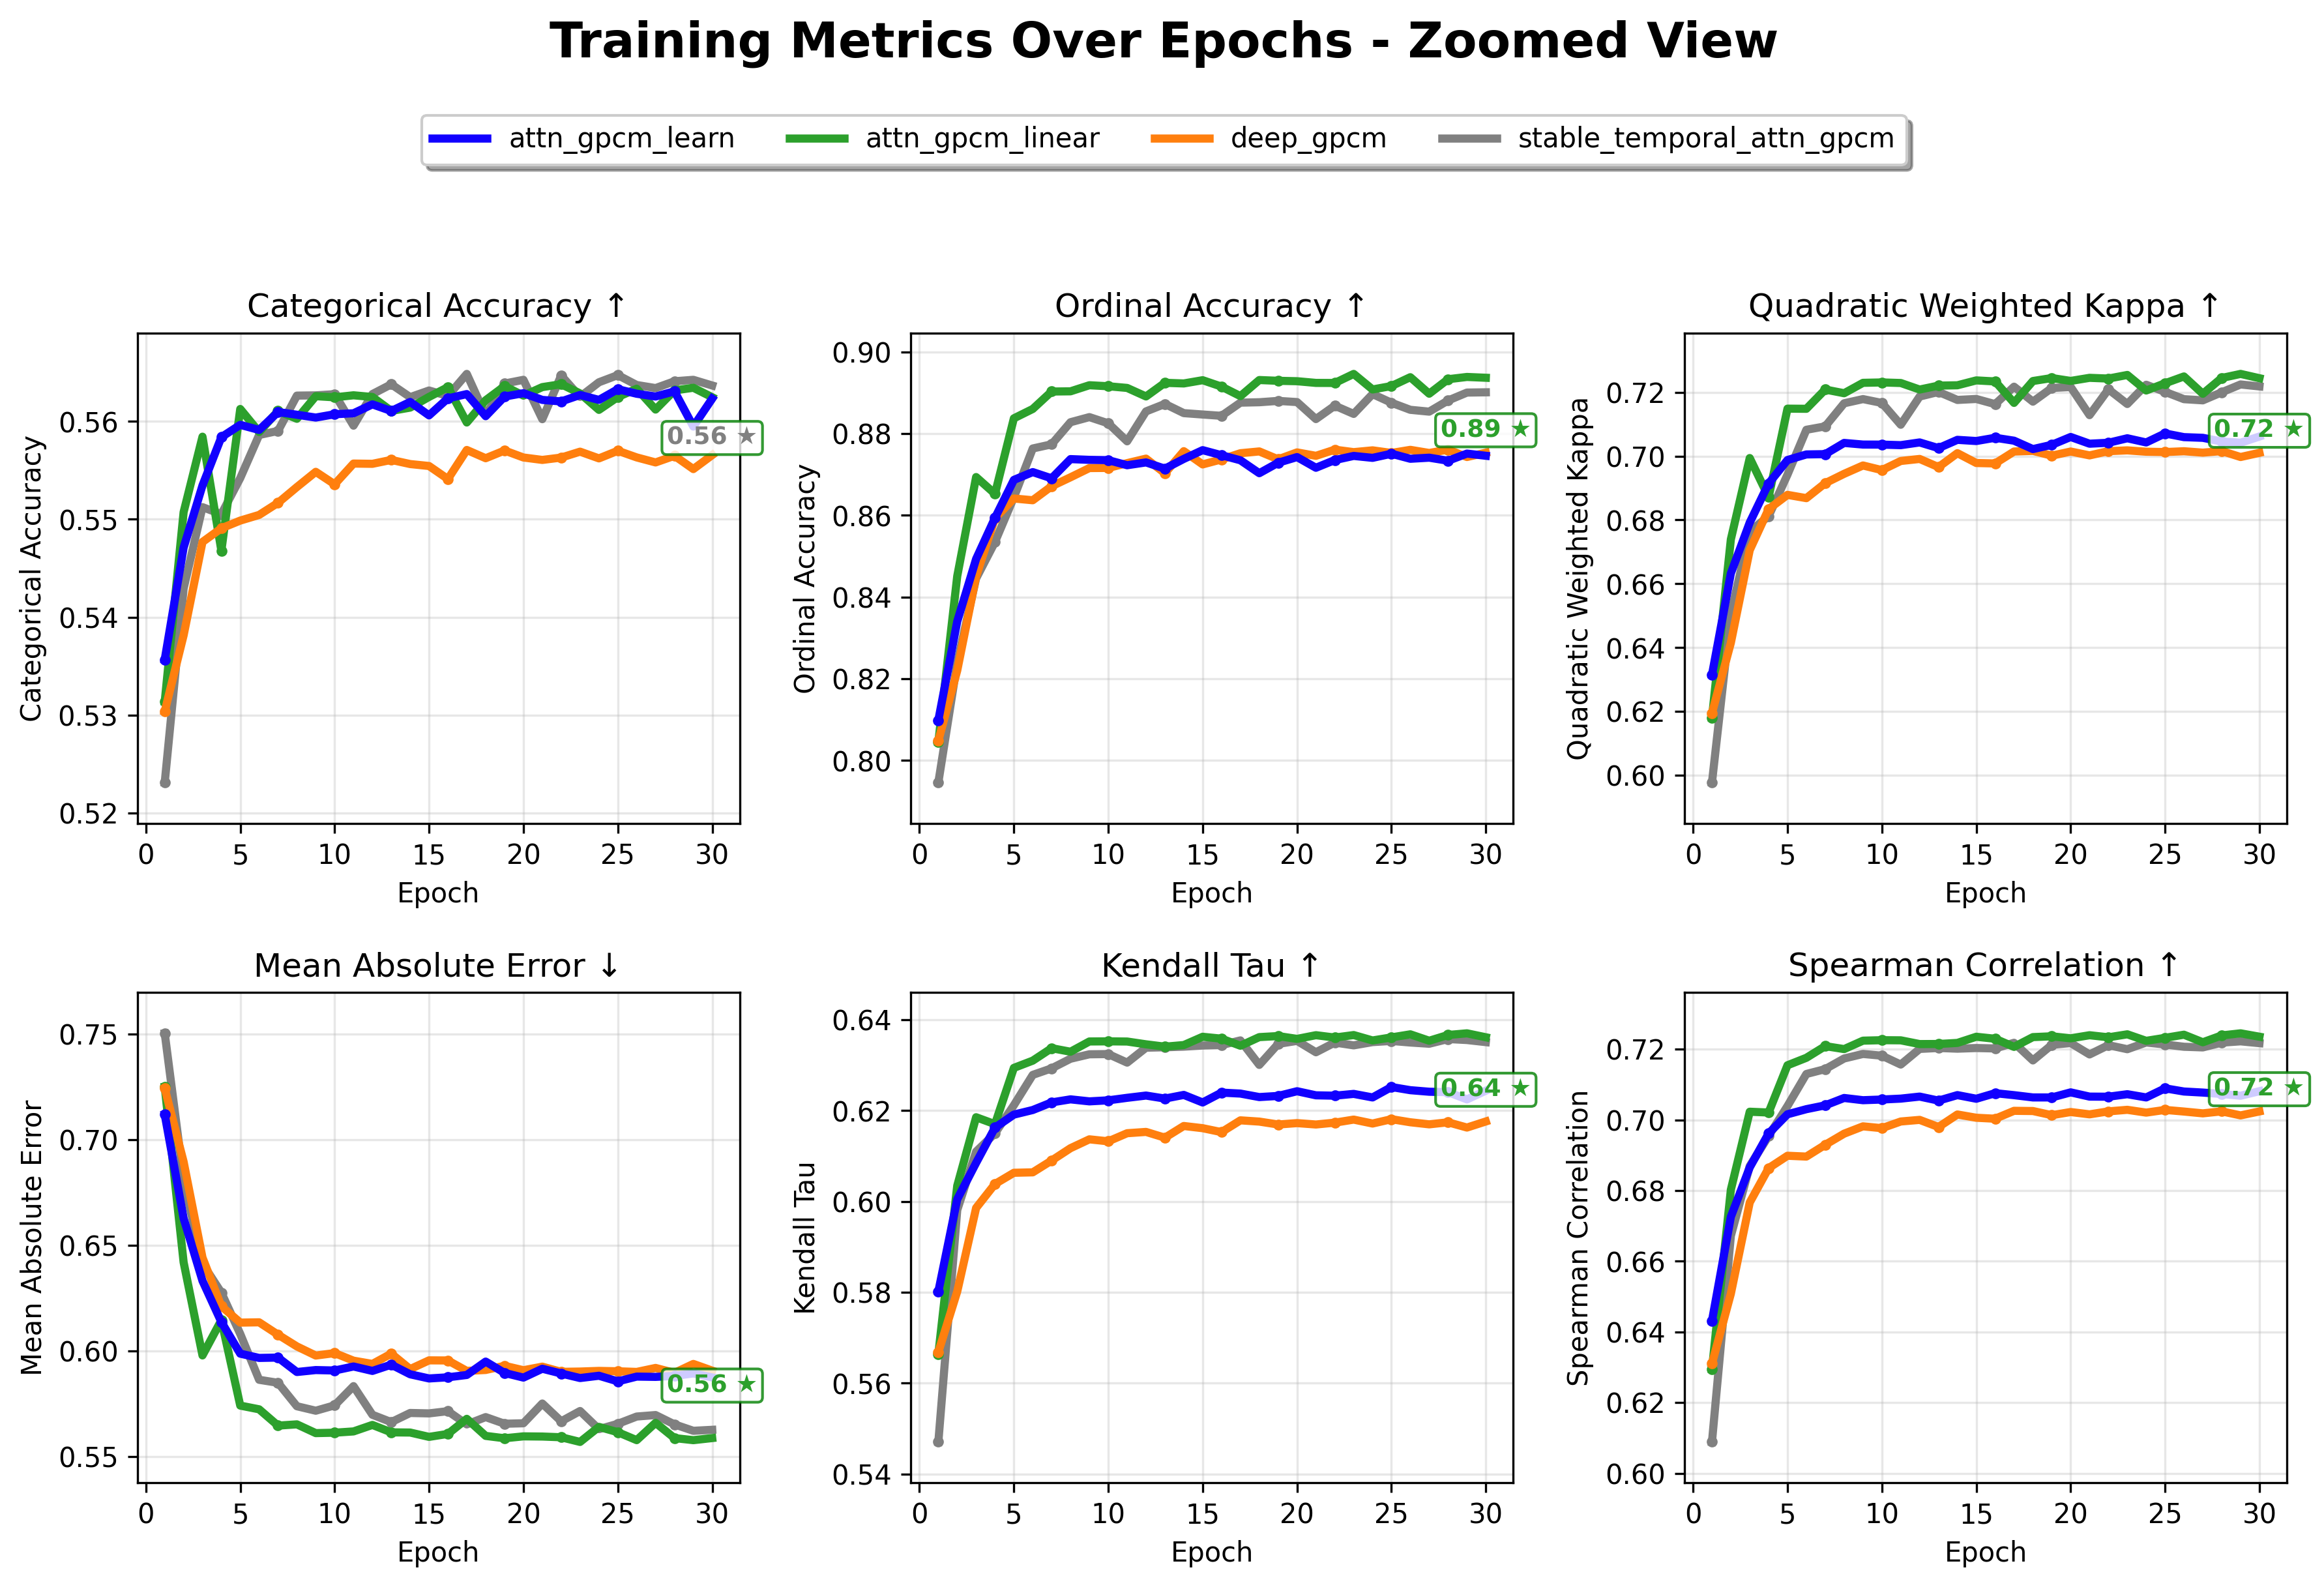 Training Metrics Over Epochs - Zoomed View
attn_gpcm_learn
attn_gpcm_linear
deep_gpcm
stable_temporal_attn_gpcm
Categorical Accuracy ↑
Categorical Accuracy
0.56
0.55
0.54
0.53
0.52
0.56 ★
0 5 10 15 20 25 30
Epoch
Ordinal Accuracy ↑
Ordinal Accuracy
0.90
0.88
0.86
0.84
0.82
0.80
0.89 ★
0 5 10 15 20 25 30
Epoch
Quadratic Weighted Kappa ↑
Quadratic Weighted Kappa
0.72
0.70
0.68
0.66
0.64
0.62
0.60
0.72 ★
0 5 10 15 20 25 30
Epoch
Mean Absolute Error ↓
Mean Absolute Error
0.75
0.70
0.65
0.60
0.55
0.56 ★
0 5 10 15 20 25 30
Epoch
Kendall Tau ↑
Kendall Tau
0.64
0.62
0.60
0.58
0.56
0.54
0.64 ★
0 5 10 15 20 25 30
Epoch
Spearman Correlation ↑
Spearman Correlation
0.72
0.70
0.68
0.66
0.64
0.62
0.60
0.72 ★
0 5 10 15 20 25 30
Epoch